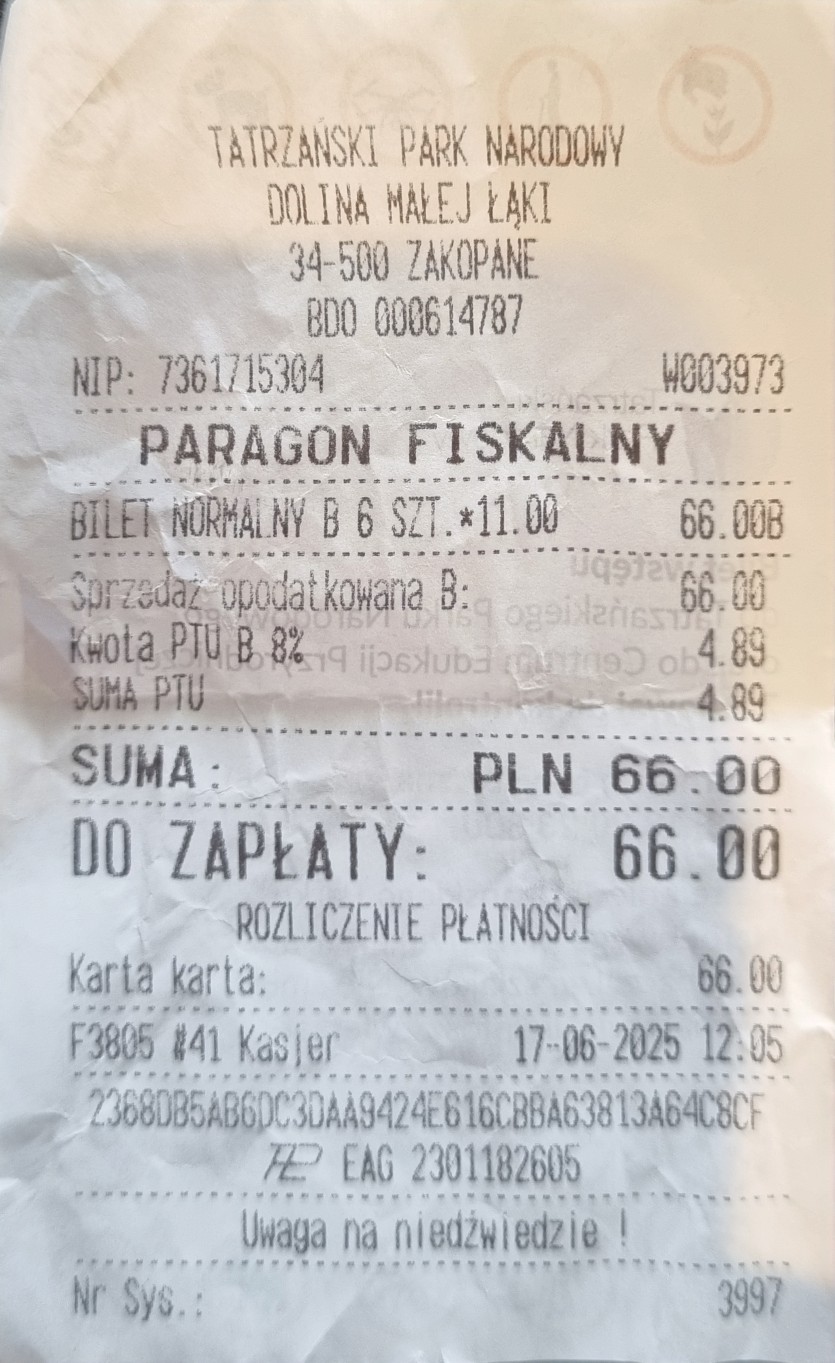 TATRZAŃSKI PARK NARODOWY
DOLINA MAŁEJ ŁĄKI
34-500 ZAKOPANE
BDO 000614787
NIP: 7361715304 W003973
PARAGON FISKALNY
BILET NORMALNY B 6 SZT.*11.00 66.00B
Sprzedaż opodatkowana B: 66.00
Kwota PTU B 8% 4.89
SUMA PTU 4.89
SUMA: PLN 66.00
DO ZAPŁATY: 66.00
ROZLICZENIE PŁATNOŚCI
Karta karta: 66.00
F3805 #41 Kasjer 17-06-2025 12:05
2368DB5AB6DC3DAA9424E616CBBA63813A64C8CF
EAG 2301182605
Uwaga na niedźwiedzie !
Nr Sys.: 3997